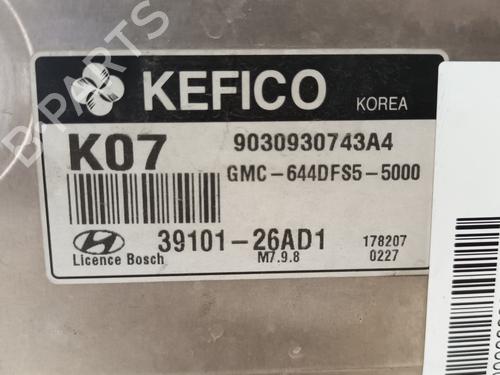 B-PARTS
KEFICO
KOREA
K07
9030930743A4
GMC-644DFS5-5000
39101-26AD1
178207
Licence Bosch
M7.9.8
0227